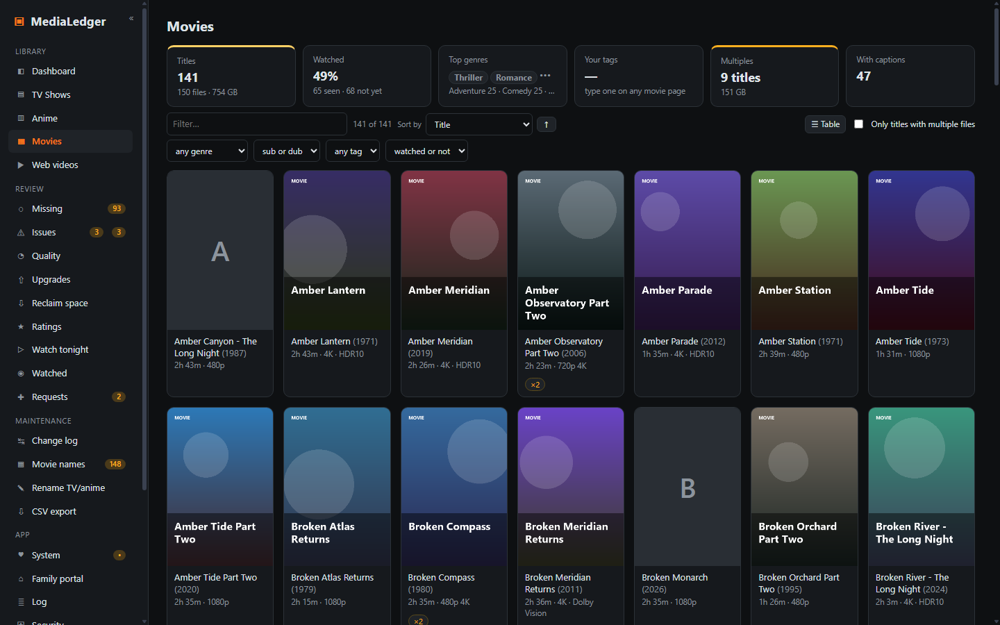 MediaLedger «
LIBRARY
Dashboard
TV Shows
Anime
Movies
Web videos
REVIEW
Missing 93
Issues 3 3
Quality
Upgrades
Reclaim space
Ratings
Watch tonight
Watched
Requests 2
MAINTENANCE
Change log
Movie names 148
Rename TV/anime
CSV export
APP
System
Family portal
Log
Security
Movies
Titles
141
150 files · 754 GB
Watched
49%
65 seen · 68 not yet
Top genres
Thriller Romance •••
Adventure 25 · Comedy 25 · ...
Your tags
—
type one on any movie page
Multiples
9 titles
151 GB
With captions
47
Filter... 141 of 141 Sort by Title ↑ ☰ Table Only titles with multiple files
any genre sub or dub any tag watched or not
A
Amber Canyon - The
Long Night (1987)
2h 43m · 480p
MOVIE
Amber Lantern
Amber Lantern (1971)
2h 43m · 4K · HDR10
MOVIE
Amber Meridian
Amber Meridian
(2019)
2h 26m · 4K · HDR10
MOVIE
Amber
Observatory Part
Two
Amber Observatory
Part Two (2006)
2h 23m · 720p 4K
×2
MOVIE
Amber Parade
Amber Parade (2012)
1h 35m · 4K · HDR10
MOVIE
Amber Station
Amber Station (1971)
2h 39m · 480p
MOVIE
Amber Tide
Amber Tide (1973)
1h 31m · 1080p
MOVIE
Amber Tide Part
Two
Amber Tide Part Two
(2020)
2h 35m · 1080p
MOVIE
Broken Atlas
Returns
Broken Atlas Returns
(1979)
2h 15m · 1080p
MOVIE
Broken Compass
Broken Compass
(1980)
2h 35m · 480p 4K
×2
MOVIE
Broken Meridian
Returns
Broken Meridian
Returns (2011)
2h 36m · 4K · Dolby
Vision
B
Broken Monarch
(2026)
2h 35m · 1080p
MOVIE
Broken Orchard
Part Two
Broken Orchard Part
Two (1995)
1h 26m · 480p
MOVIE
Broken River -
The Long Night
Broken River - The
Long Night (2024)
2h 3m · 4K · HDR10